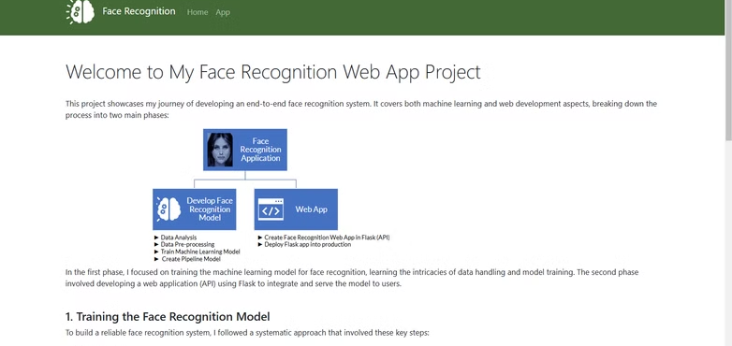 Face Recognition Home App
Welcome to My Face Recognition Web App Project
This project showcases my journey of developing an end-to-end face recognition system. It covers both machine learning and web development aspects, breaking down the
process into two main phases:
Face
Recognition
Application
Develop Face
Recognition
Model
</> Web App
► Data Analysis
► Data Pre-processing
► Train Machine Learning Model
► Create Pipeline Model
► Create Face Recognition Web App In Flask (API)
► Deploy Flask app into production
In the first phase, I focused on training the machine learning model for face recognition, learning the intricacies of data handling and model training. The second phase
involved developing a web application (API) using Flask to integrate and serve the model to users.
1. Training the Face Recognition Model
To build a reliable face recognition system, I followed a systematic approach that involved these key steps: